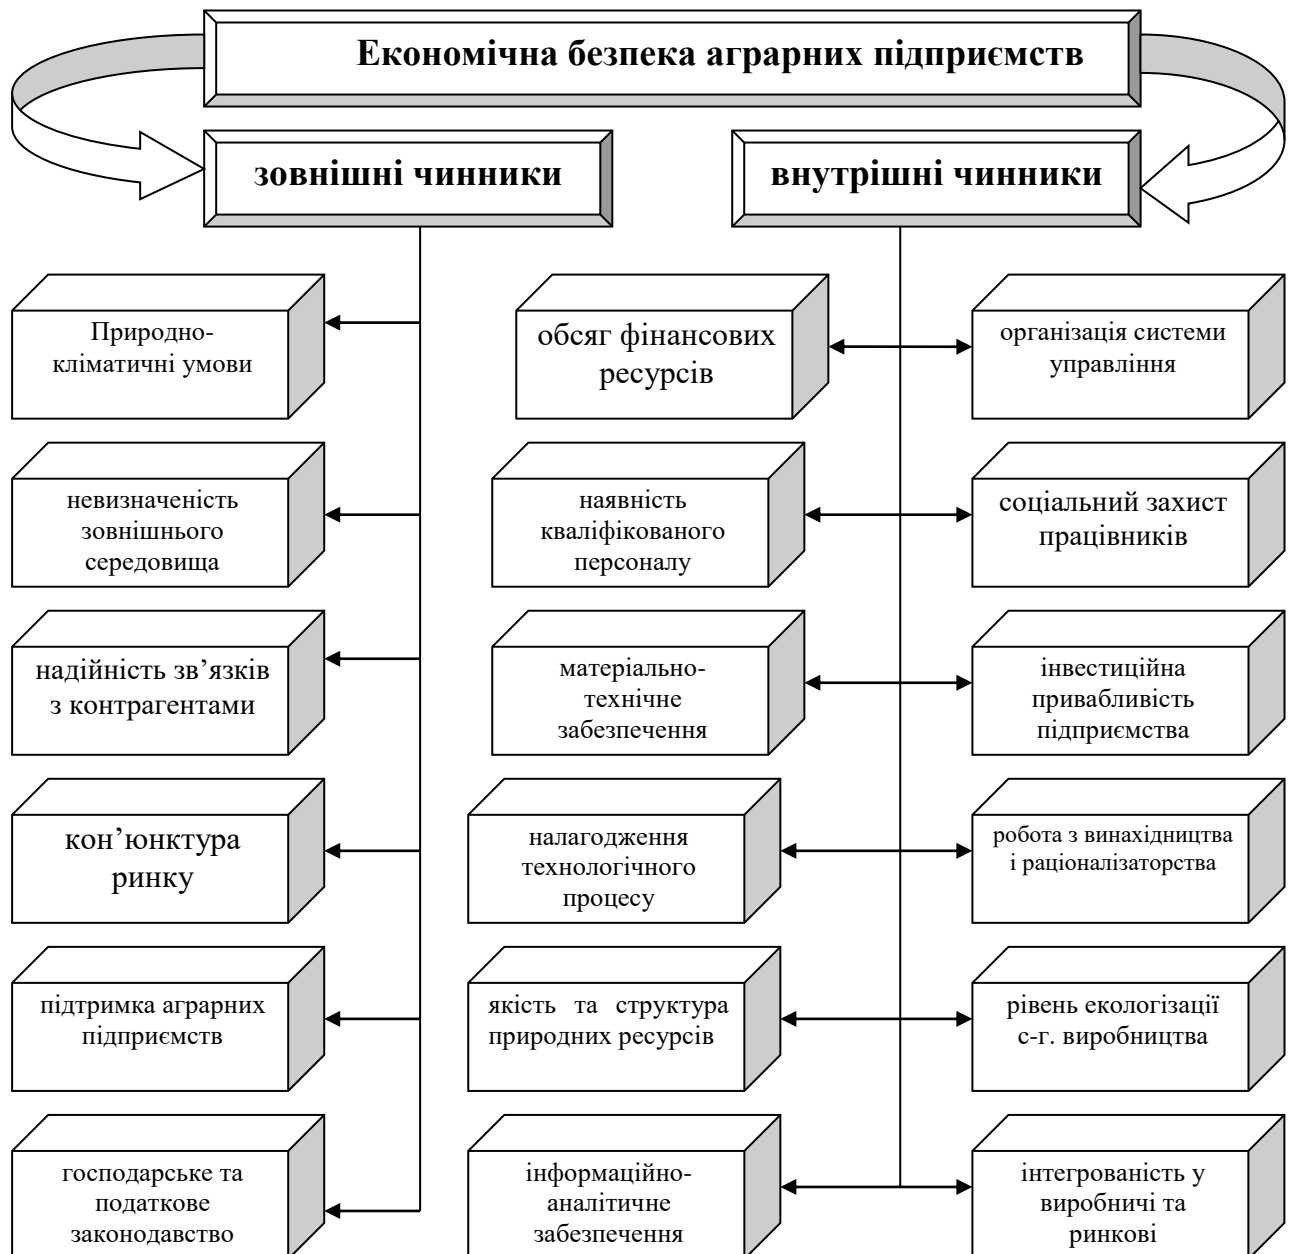 Економічна безпека аграрних підприємств
зовнішні чинники
внутрішні чинники
Природно-
кліматичні умови
обсяг фінансових
ресурсів
організація системи
управління
невизначеність
зовнішнього
середовища
наявність
кваліфікованого
персоналу
соціальний захист
працівників
надійність зв’язків
з контрагентами
матеріально-
технічне
забезпечення
інвестиційна
привабливість
підприємства
кон’юнктура
ринку
налагодження
технологічного
процесу
робота з винахідництва
і раціоналізаторства
підтримка аграрних
підприємств
якість та структура
природних ресурсів
рівень екологізації
с-г. виробництва
господарське та
податкове
законодавство
інформаційно-
аналітичне
забезпечення
інтегрованість у
виробничі та
ринкові